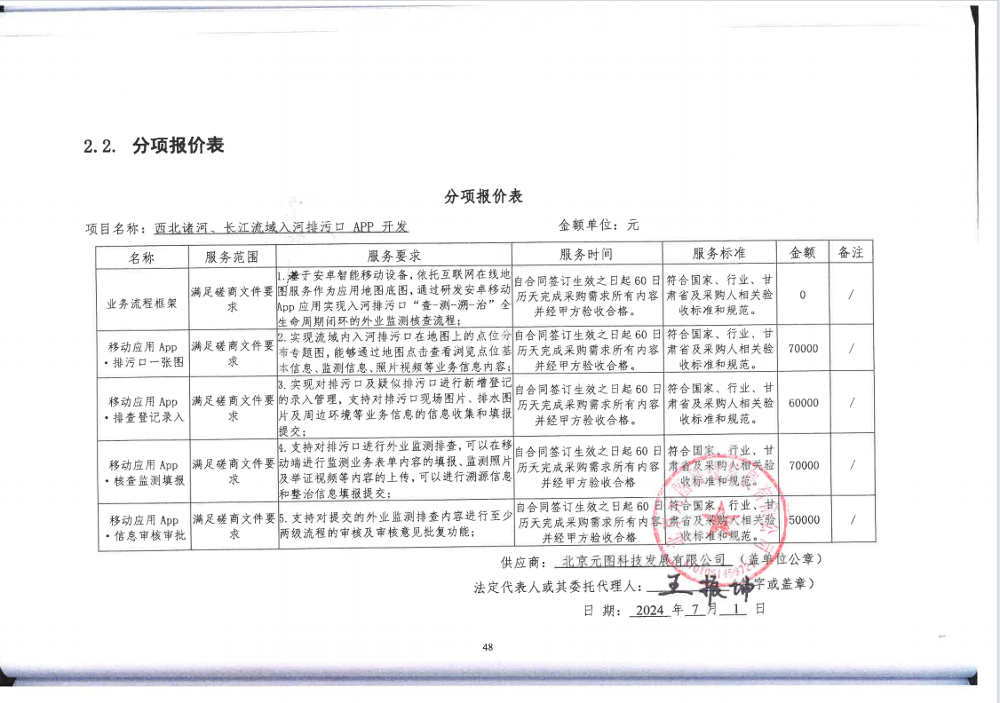 2.2. 分项报价表
分项报价表
项目名称：西北诸河、长江流域入河排污口 APP 开发 金额单位：元
名称 服务范围 服务要求 服务时间 服务标准 金额 备注
业务流程框架
满足磋商文件要
求
1.基于安卓智能移动设备,依托互联网在线地
图服务作为应用地图底图，通过研发安卓移动
App 应用实现入河排污口“查-测-溯-治”全
生命周期闭环的外业监测核查流程；
自合同签订生效之日起 60 日
历天完成采购需求所有内容
并经甲方验收合格。
符合国家、行业、甘
肃省及采购人相关验
收标准和规范。
0
/
移动应用 App
·排污口一张图
满足磋商文件要
求
2.实现流域内入河排污口在地图上的点位分
布专题图,能够通过地图点击查看浏览点位基
本信息、监测信息、照片视频等业务信息内容；
自合同签订生效之日起 60 日
历天完成采购需求所有内容
并经甲方验收合格。
符合国家、行业、甘
肃省及采购人相关验
收标准和规范。
70000
/
移动应用 App
·排查登记录入
满足磋商文件要
求
3.实现对排污口及疑似排污口进行新增登记
的录入管理，支持对排污口现场图片、排水图
片及周边环境等业务信息的信息收集和填报
提交；
自合同签订生效之日起 60 日
历天完成采购需求所有内容
并经甲方验收合格。
符合国家、行业、甘
肃省及采购人相关验
收标准和规范。
60000
/
移动应用 App
·核查监测填报
满足磋商文件要
求
4.支持对排污口进行外业监测排查，可以在移
动端进行监测业务表单内容的填报、监测照片
及举证视频等内容的上传，可以进行溯源信息
和整治信息填报提交；
自合同签订生效之日起 60 日
历天完成采购需求所有内容
并经甲方验收合格
符合国家、行业、甘
肃省及采购人相关验
收标准和规范。
70000
/
移动应用 App
·信息审核审批
满足磋商文件要
求
5.支持对提交的外业监测排查内容进行至少
两级流程的审核及审核意见批复功能；
自合同签订生效之日起 60 日
历天完成采购需求所有内容
并经甲方验收合格
符合国家、行业、甘
肃省及采购人相关验
收标准和规范。
50000
/
供应商：北京元图科技发展有限公司（盖单位公章）
法定代表人或其委托代理人：王振 字或盖章）
日 期：2024 年 7 月 1 日
48